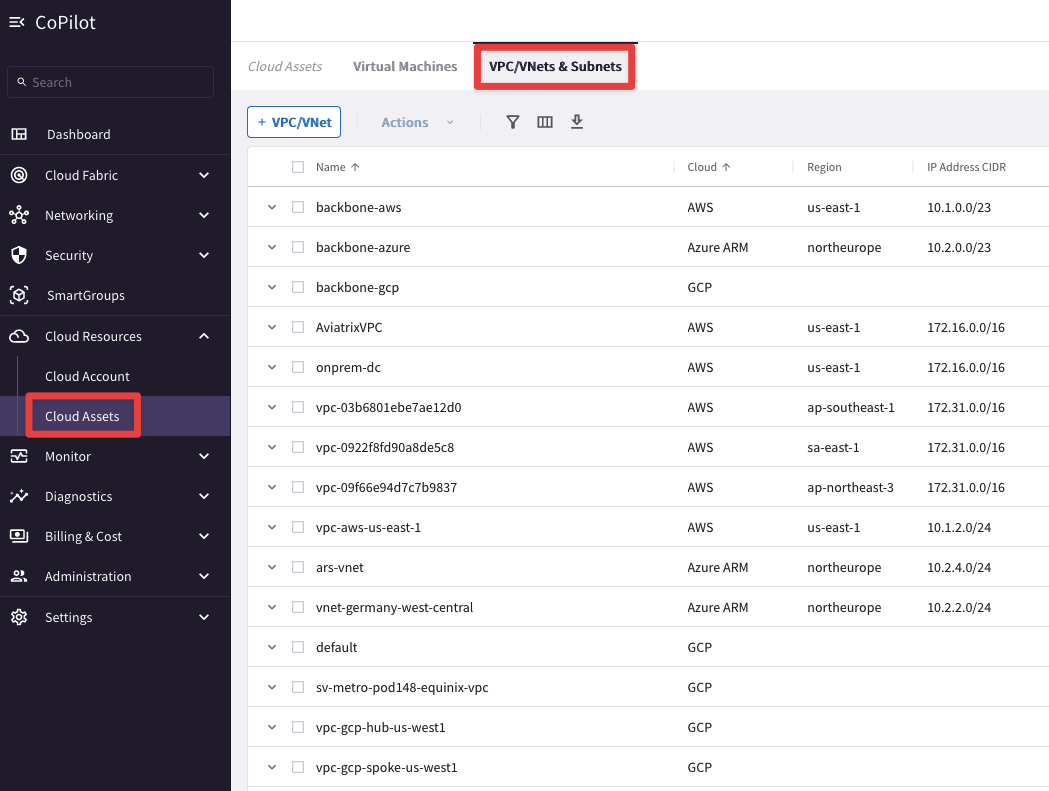 CoPilot
Search
Dashboard
Cloud Fabric
Networking
Security
SmartGroups
Cloud Resources
Cloud Account
Cloud Assets
Monitor
Diagnostics
Billing & Cost
Administration
Settings
Cloud Assets Virtual Machines VPC/VNets & Subnets
+ VPC/VNet Actions
Name ↑ Cloud ↑ Region IP Address CIDR
backbone-aws AWS us-east-1 10.1.0.0/23
backbone-azure Azure ARM northeurope 10.2.0.0/23
backbone-gcp GCP
AviatrixVPC AWS us-east-1 172.16.0.0/16
onprem-dc AWS us-east-1 172.16.0.0/16
vpc-03b6801ebe7ae12d0 AWS ap-southeast-1 172.31.0.0/16
vpc-0922f8fd90a8de5c8 AWS sa-east-1 172.31.0.0/16
vpc-09f66e94d7c7b9837 AWS ap-northeast-3 172.31.0.0/16
vpc-aws-us-east-1 AWS us-east-1 10.1.2.0/24
ars-vnet Azure ARM northeurope 10.2.4.0/24
vnet-germany-west-central Azure ARM northeurope 10.2.2.0/24
default GCP
sv-metro-pod148-equinix-vpc GCP
vpc-gcp-hub-us-west1 GCP
vpc-gcp-spoke-us-west1 GCP